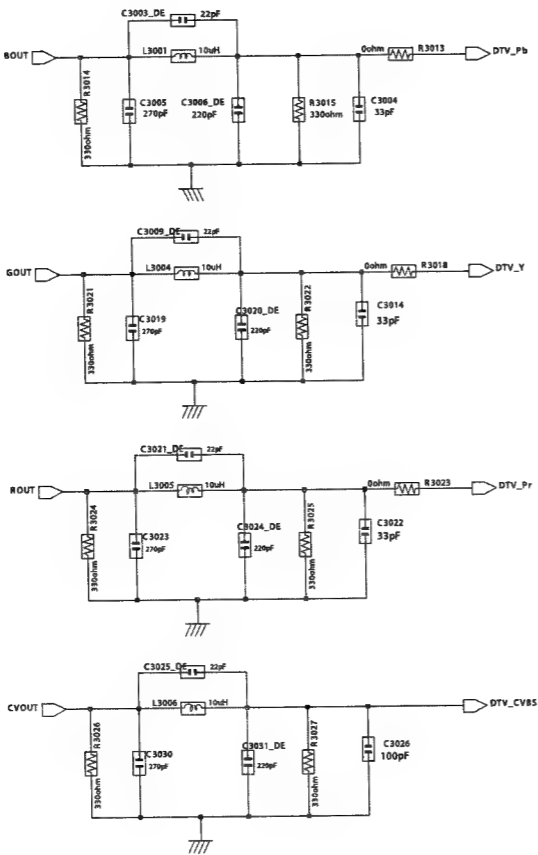 C3003_DE 22pF
BOUT L3001 10uH 0ohm R3013 DTV_Pb
R3014
330ohm
C3005
270pF
C3006_DE
220pF
R3015
330ohm
C3004
33pF
C3009_DE 22pF
GOUT L3004 10uH 0ohm R3018 DTV_Y
R3021
330ohm
C3019
270pF
C3020_DE
220pF
R3022
330ohm
C3014
33pF
C3021_DE 22pF
ROUT L3005 10uH 0ohm R3023 DTV_Pr
R3024
330ohm
C3023
270pF
C3024_DE
220pF
R3025
330ohm
C3022
33pF
C3025_DE 22pF
CVOUT L3006 10uH DTV_CVBS
R3026
330ohm
C3030
270pF
C3031_DE
220pF
R3027
330ohm
C3026
100pF